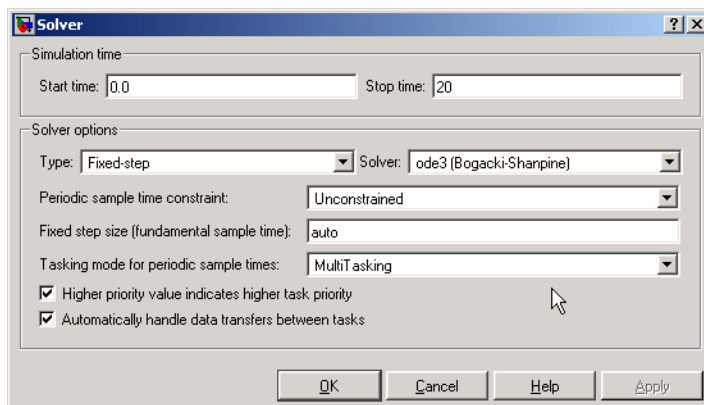 Solver
Simulation time
Start time: 0.0 Stop time: 20
Solver options
Type: Fixed-step Solver: ode3 (Bogacki-Shanpine)
Periodic sample time constraint: Unconstrained
Fixed step size (fundamental sample time): auto
Tasking mode for periodic sample times: MultiTasking
Higher priority value indicates higher task priority
Automatically handle data transfers between tasks
OK Cancel Help Apply